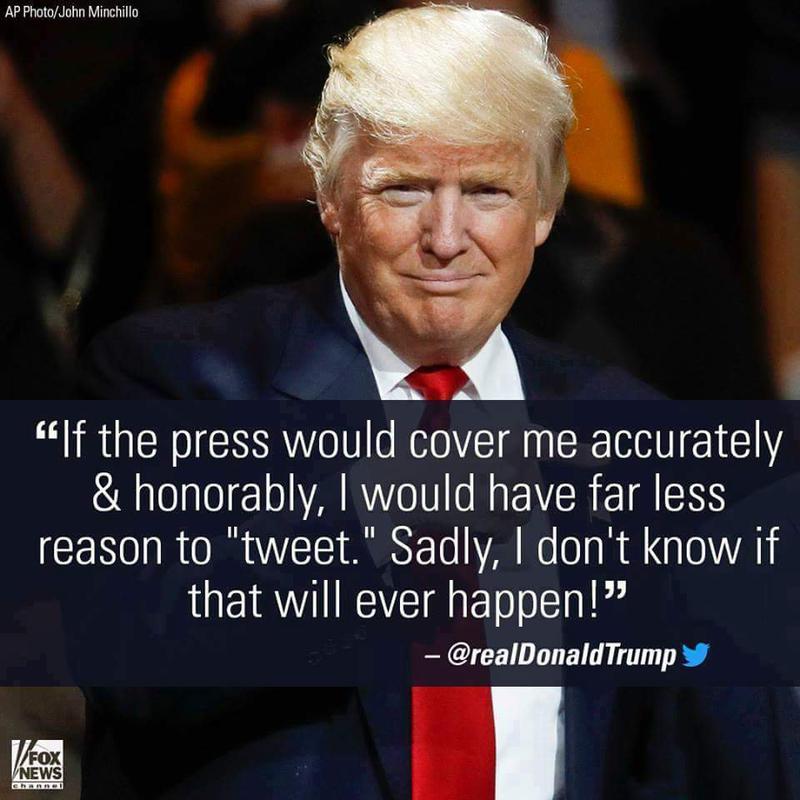 AP Photo/John Minchillo
“If the press would cover me accurately
& honorably, I would have far less
reason to "tweet." Sadly, I don't know if
that will ever happen!”
– @realDonaldTrump
FOX
NEWS
channel